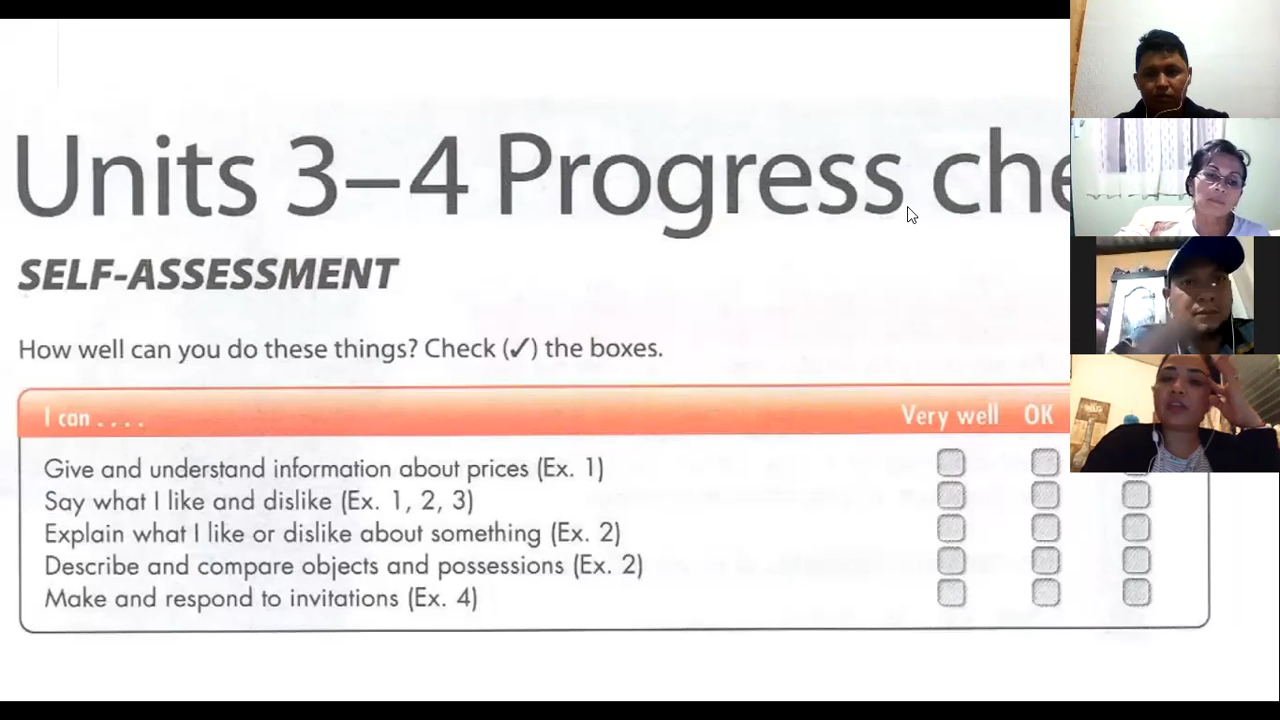 Units 3–4 Progress che
SELF-ASSESSMENT
How well can you do these things? Check (✓) the boxes.
I can . . . . Very well OK
Give and understand information about prices (Ex. 1)
Say what I like and dislike (Ex. 1, 2, 3)
Explain what I like or dislike about something (Ex. 2)
Describe and compare objects and possessions (Ex. 2)
Make and respond to invitations (Ex. 4)